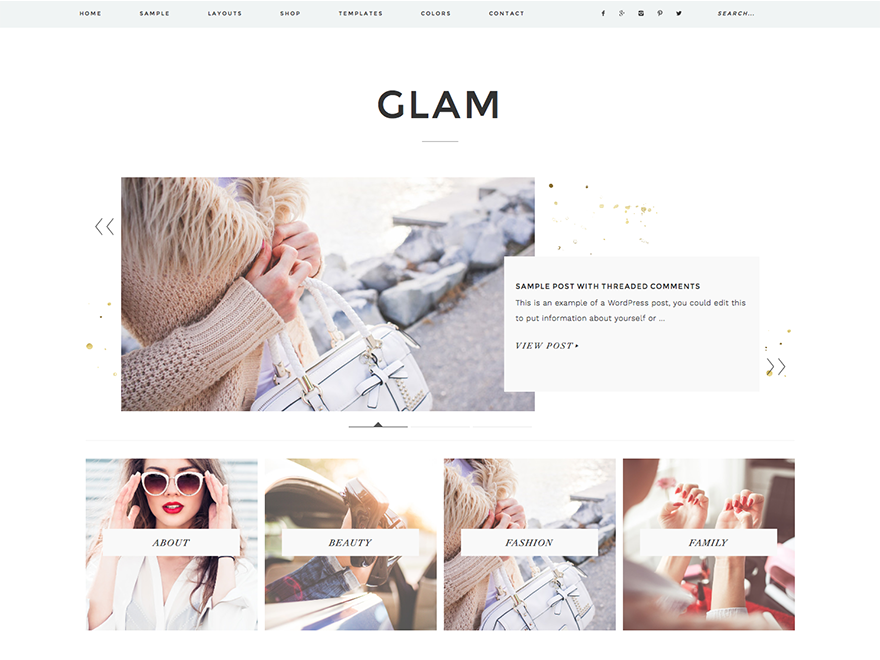 HOME SAMPLE LAYOUTS SHOP TEMPLATES COLORS CONTACT SEARCH...
GLAM
SAMPLE POST WITH THREADED COMMENTS
This is an example of a WordPress post, you could edit this
to put information about yourself or ...
VIEW POST
ABOUT BEAUTY FASHION FAMILY